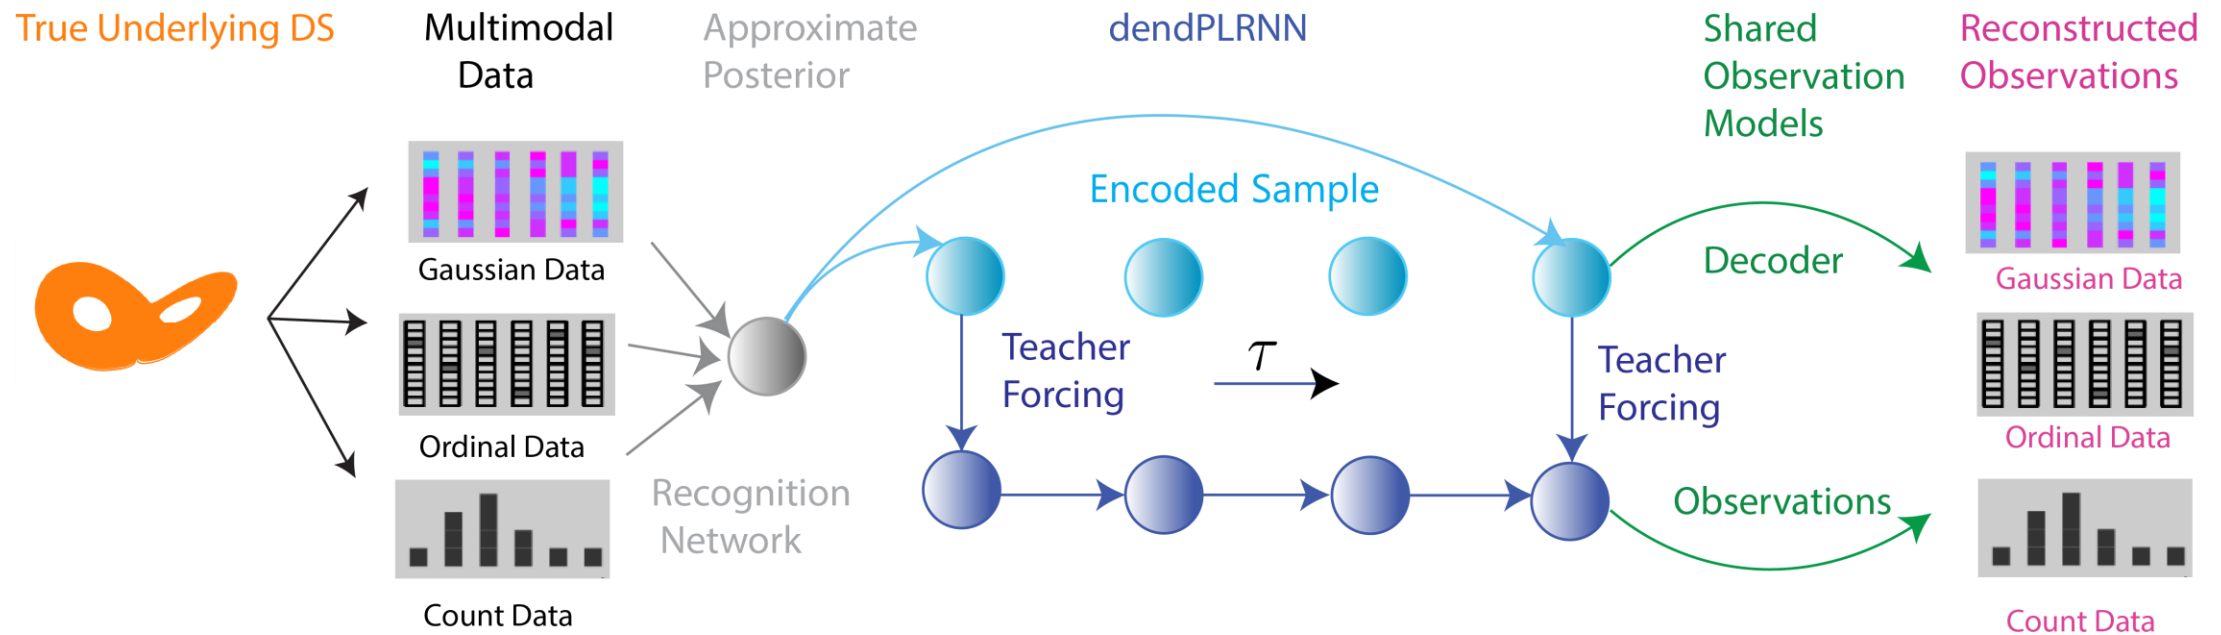 True Underlying DS
Multimodal
Data
Approximate
Posterior
dendPLRNN
Shared
Observation
Models
Reconstructed
Observations
Gaussian Data
Ordinal Data
Count Data
Recognition
Network
Encoded Sample
Teacher
Forcing
τ
Teacher
Forcing
Decoder
Observations
Gaussian Data
Ordinal Data
Count Data